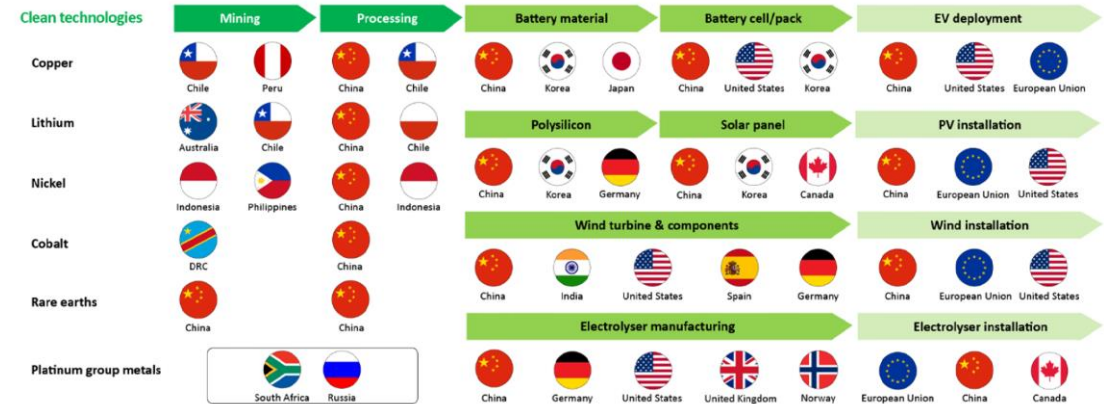 Clean technologies
Mining
Processing
Battery material
Battery cell/pack
EV deployment
Copper
Chile Peru China Chile China Korea Japan China United States Korea China United States European Union
Lithium
Australia Chile China Chile
Polysilicon
Solar panel
PV installation
Nickel
Indonesia Philippines China Indonesia
China Korea Germany China Korea Canada China European Union United States
Wind turbine & components
Wind installation
Cobalt
DRC China
China India United States Spain Germany China European Union United States
Rare earths
China China
Electrolyser manufacturing
Electrolyser installation
Platinum group metals
South Africa Russia China Germany United States United Kingdom Norway European Union China Canada